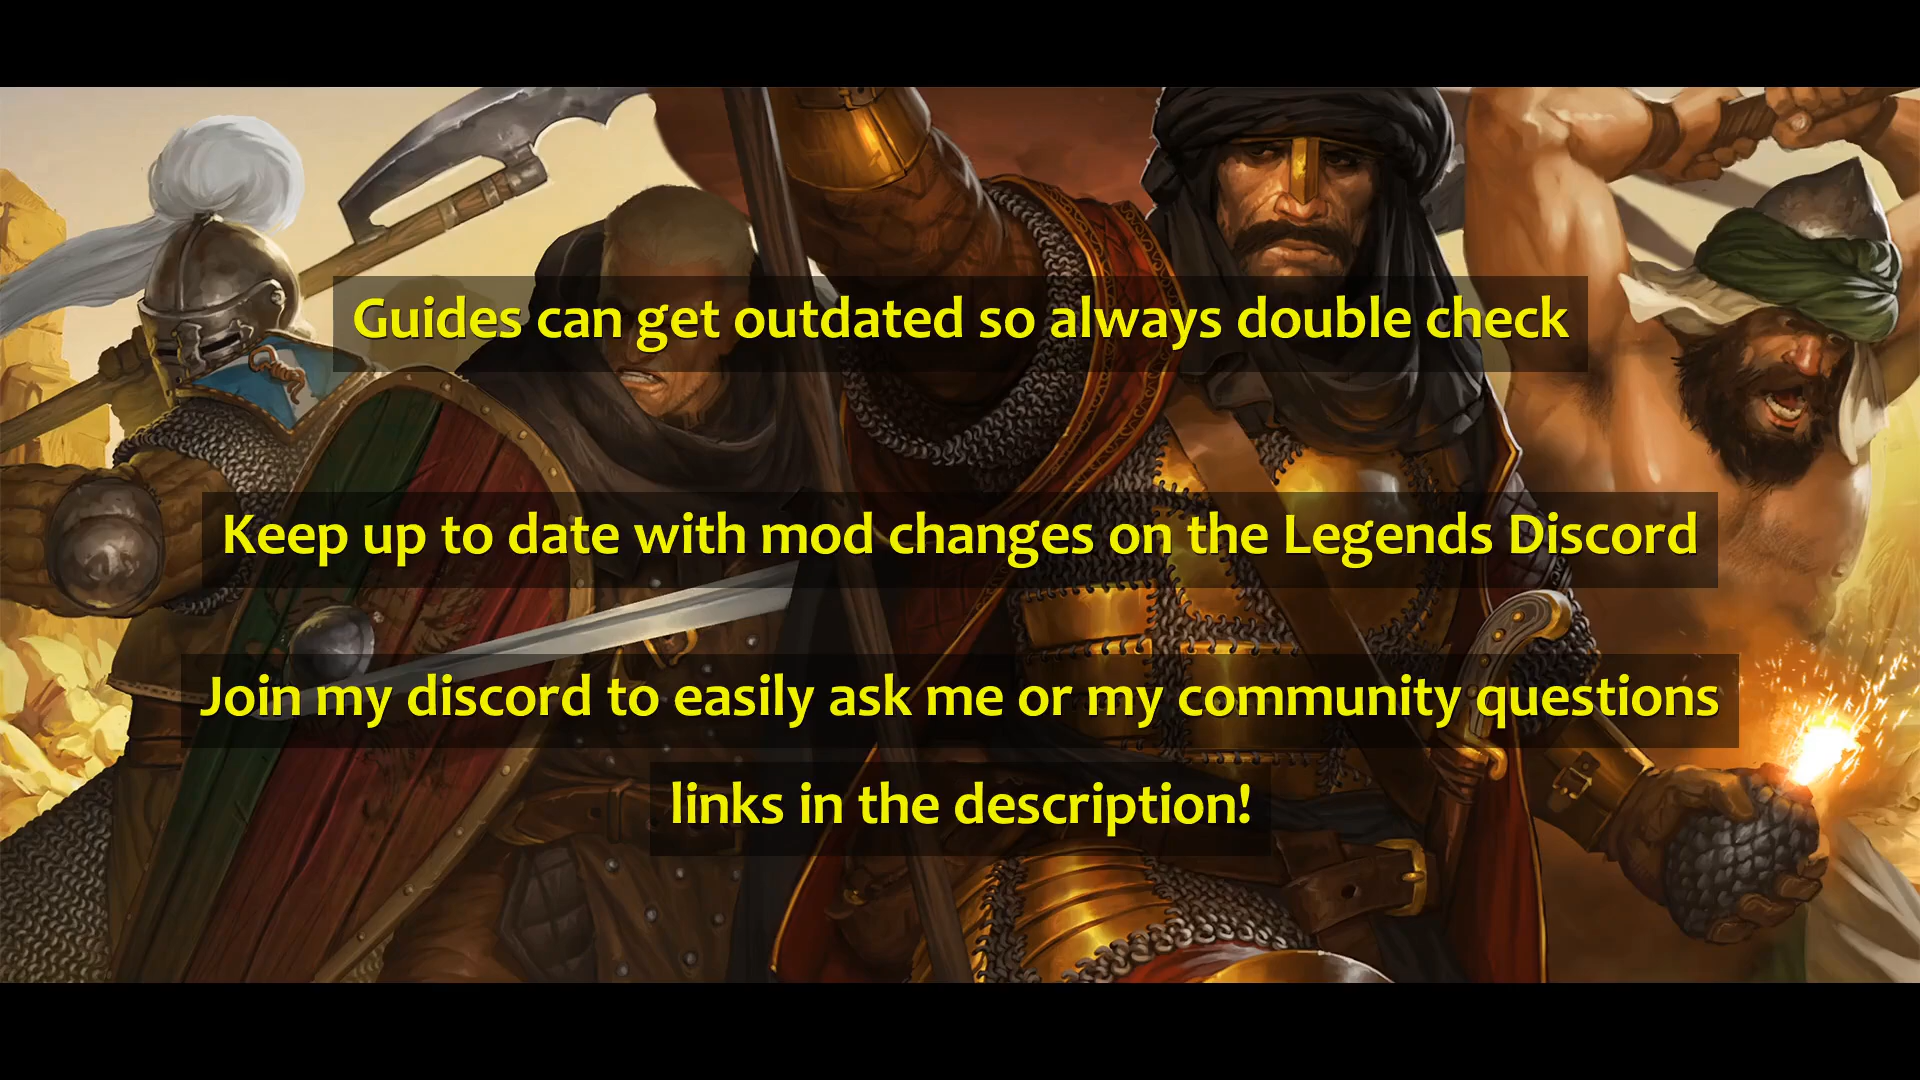 Guides can get outdated so always double check
Keep up to date with mod changes on the Legends Discord
Join my discord to easily ask me or my community questions
links in the description!